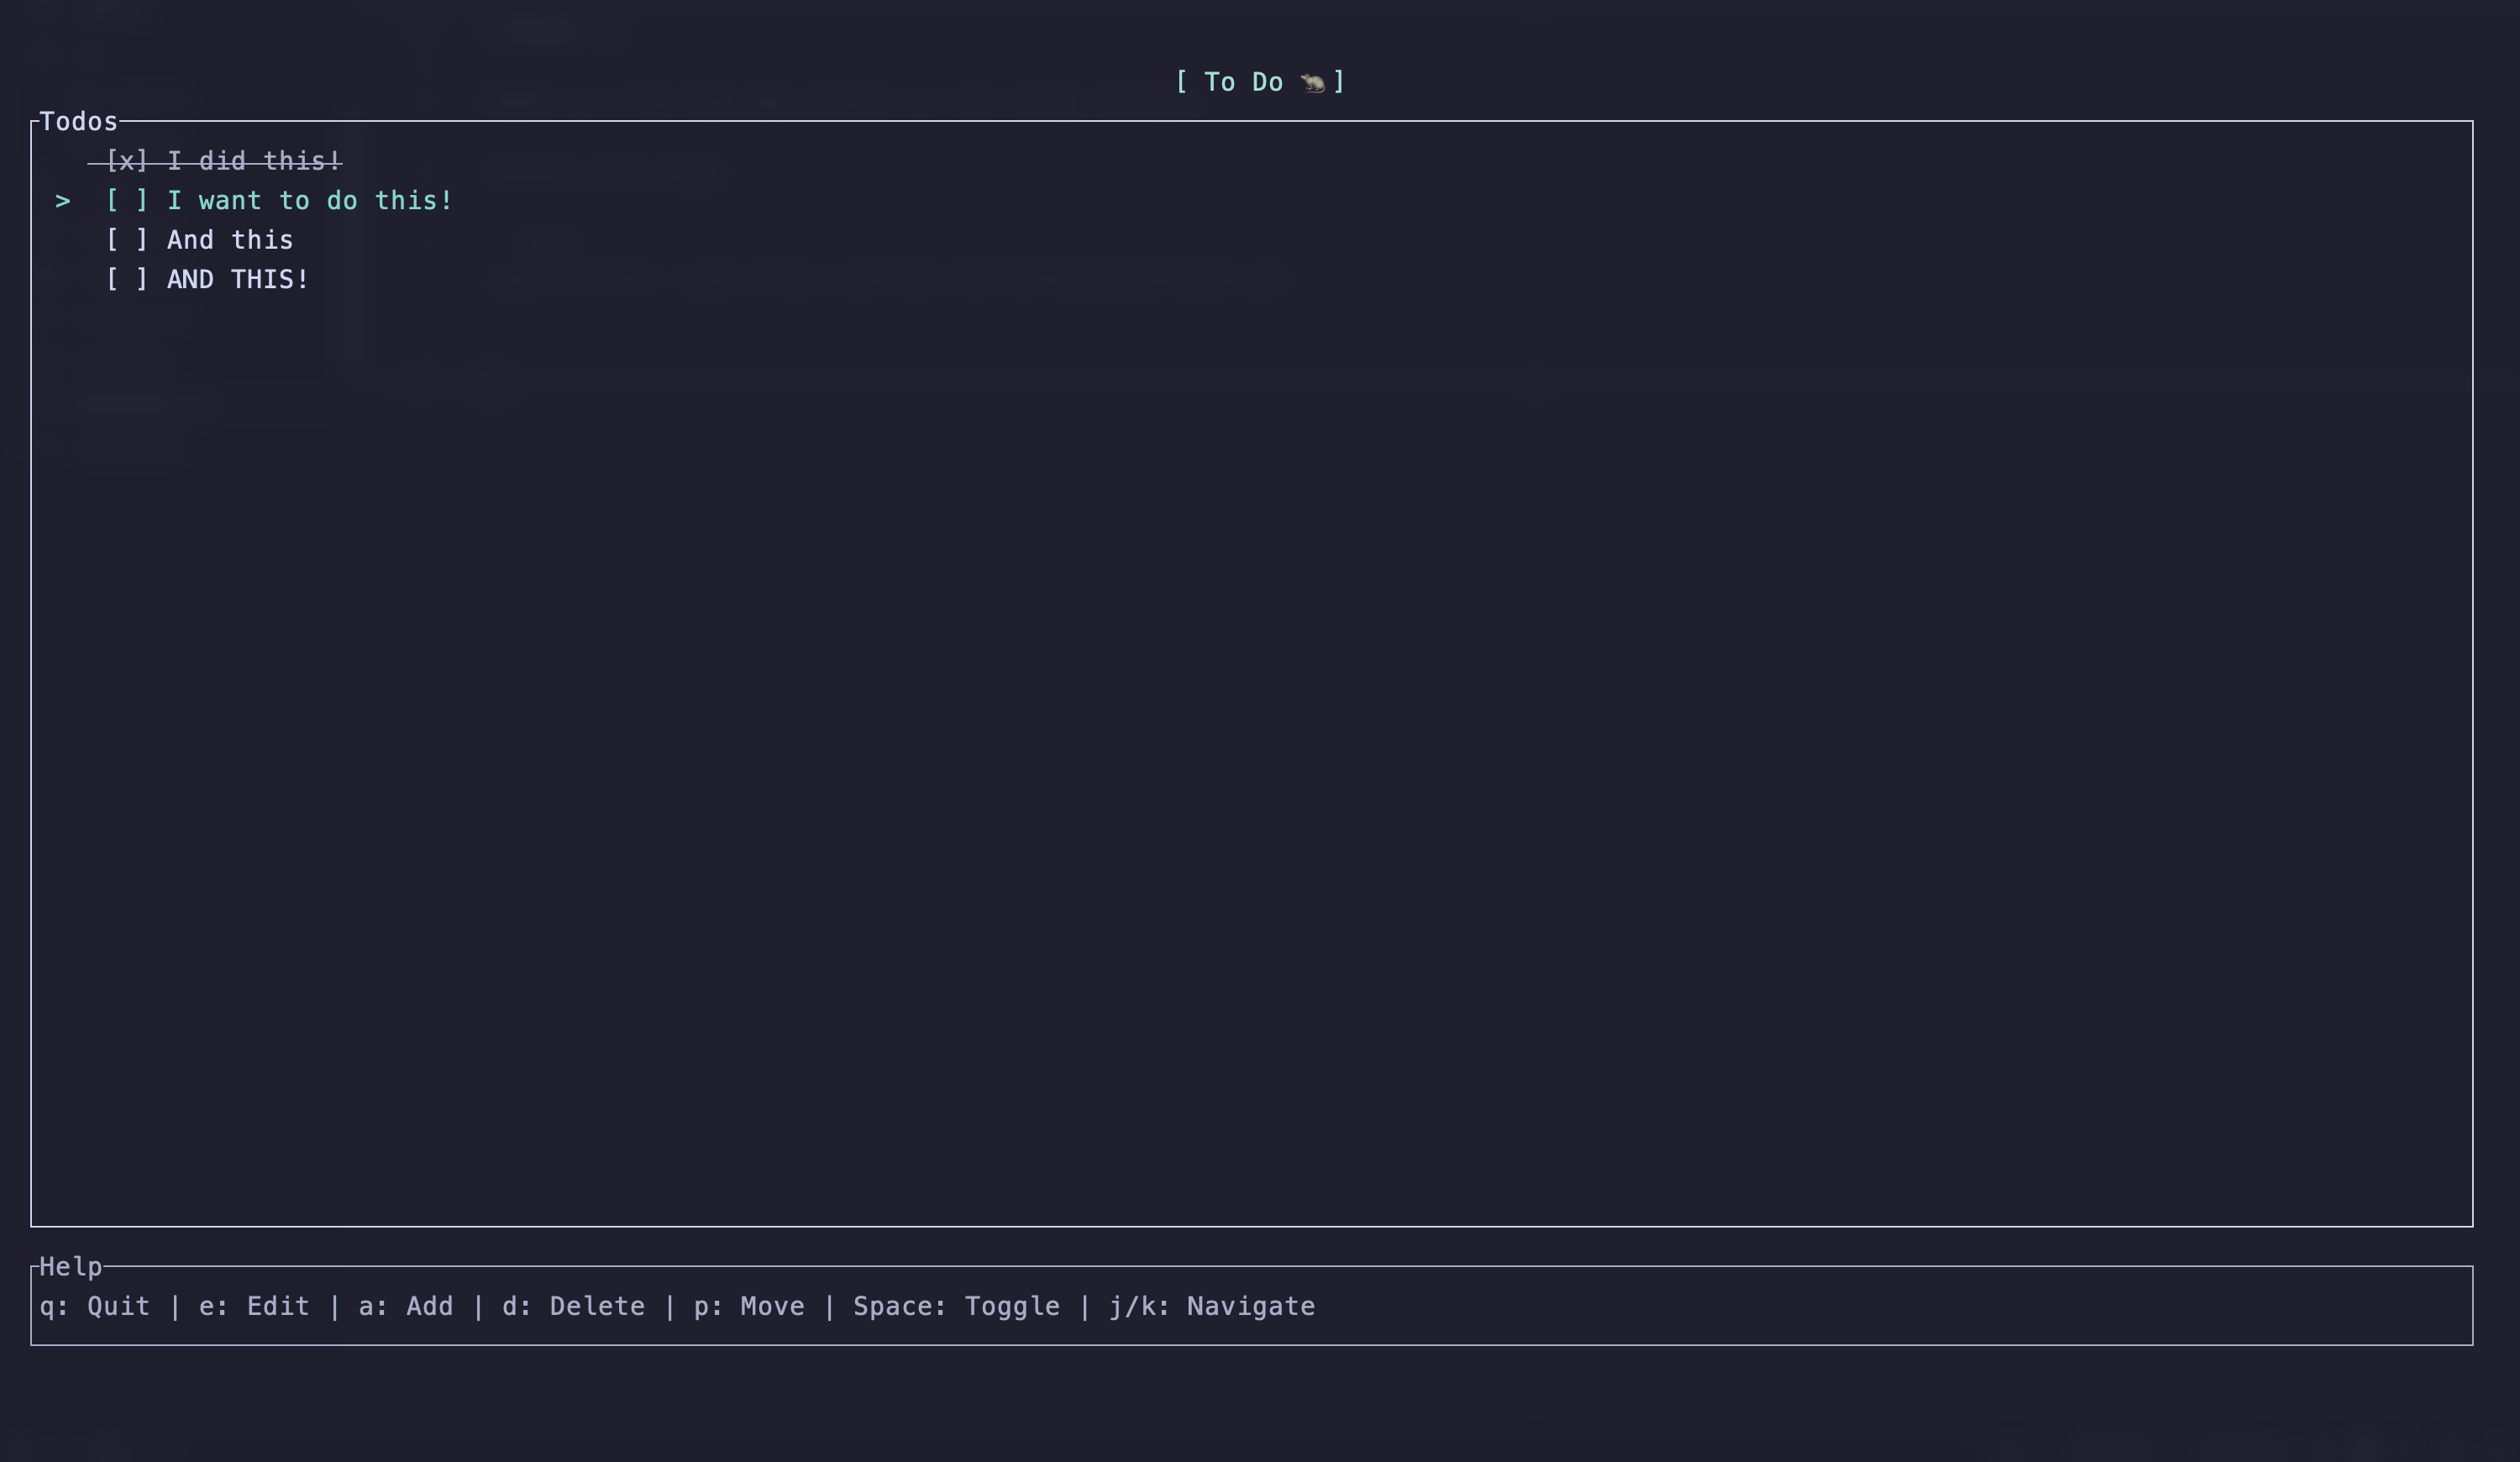 [ To Do 🐀 ]
Todos
[x] I did this!
> [ ] I want to do this!
[ ] And this
[ ] AND THIS!
Help
q: Quit | e: Edit | a: Add | d: Delete | p: Move | Space: Toggle | j/k: Navigate